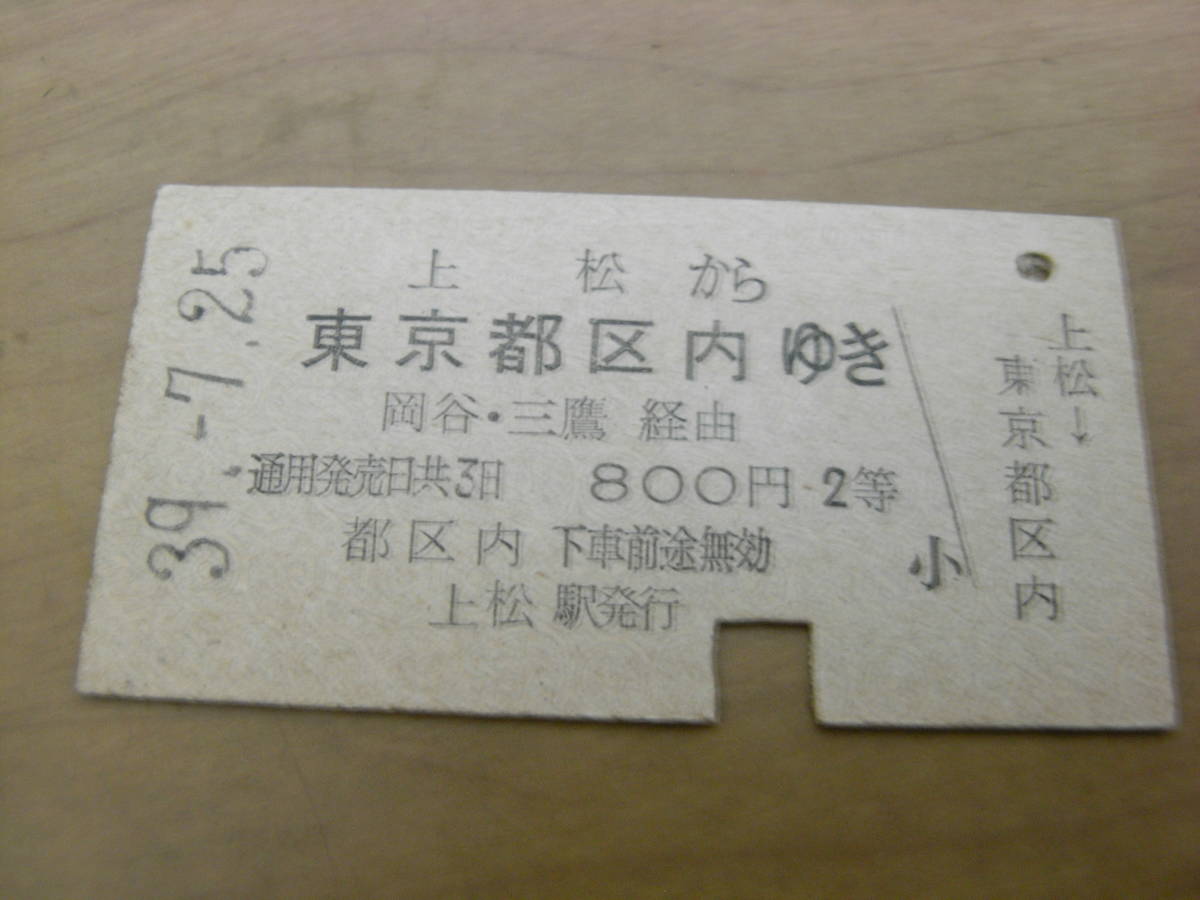 39.-7.25
上松から
東京都区内ゆき
岡谷・三鷹 経由
通用発売日共3日 800円 2等
都区内 下車前途無効
上松駅発行
小
上松→
東京都区内